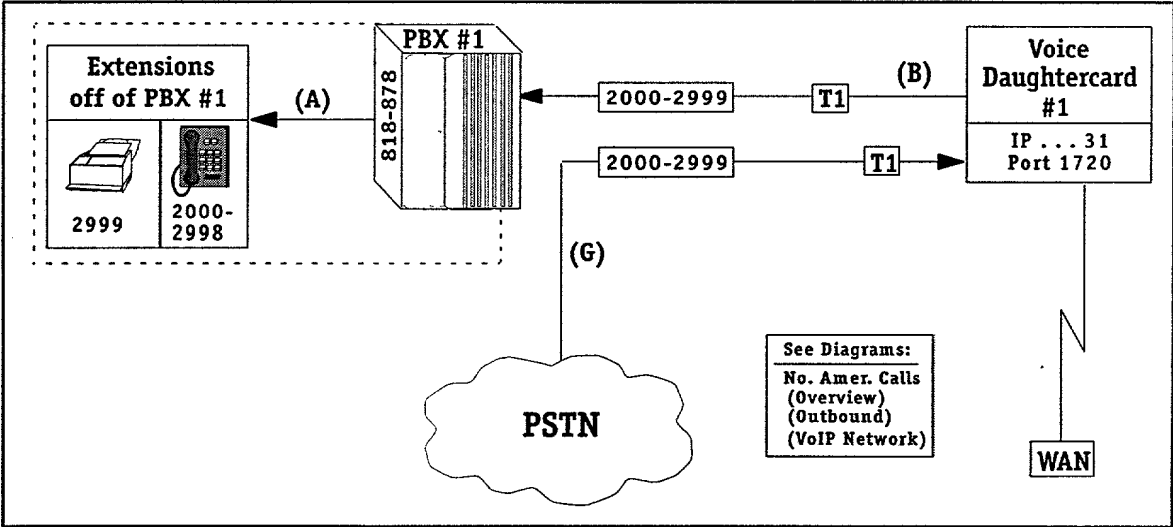 Extensions
off of PBX #1
2999
2000-
2998
(A)
PBX #1
818-878
2000-2999
T1
(B)
2000-2999
T1
(G)
Voice
Daughtercard
#1
IP ... 31
Port 1720
PSTN
See Diagrams:
No. Amer. Calls
(Overview)
(Outbound)
(VoIP Network)
WAN